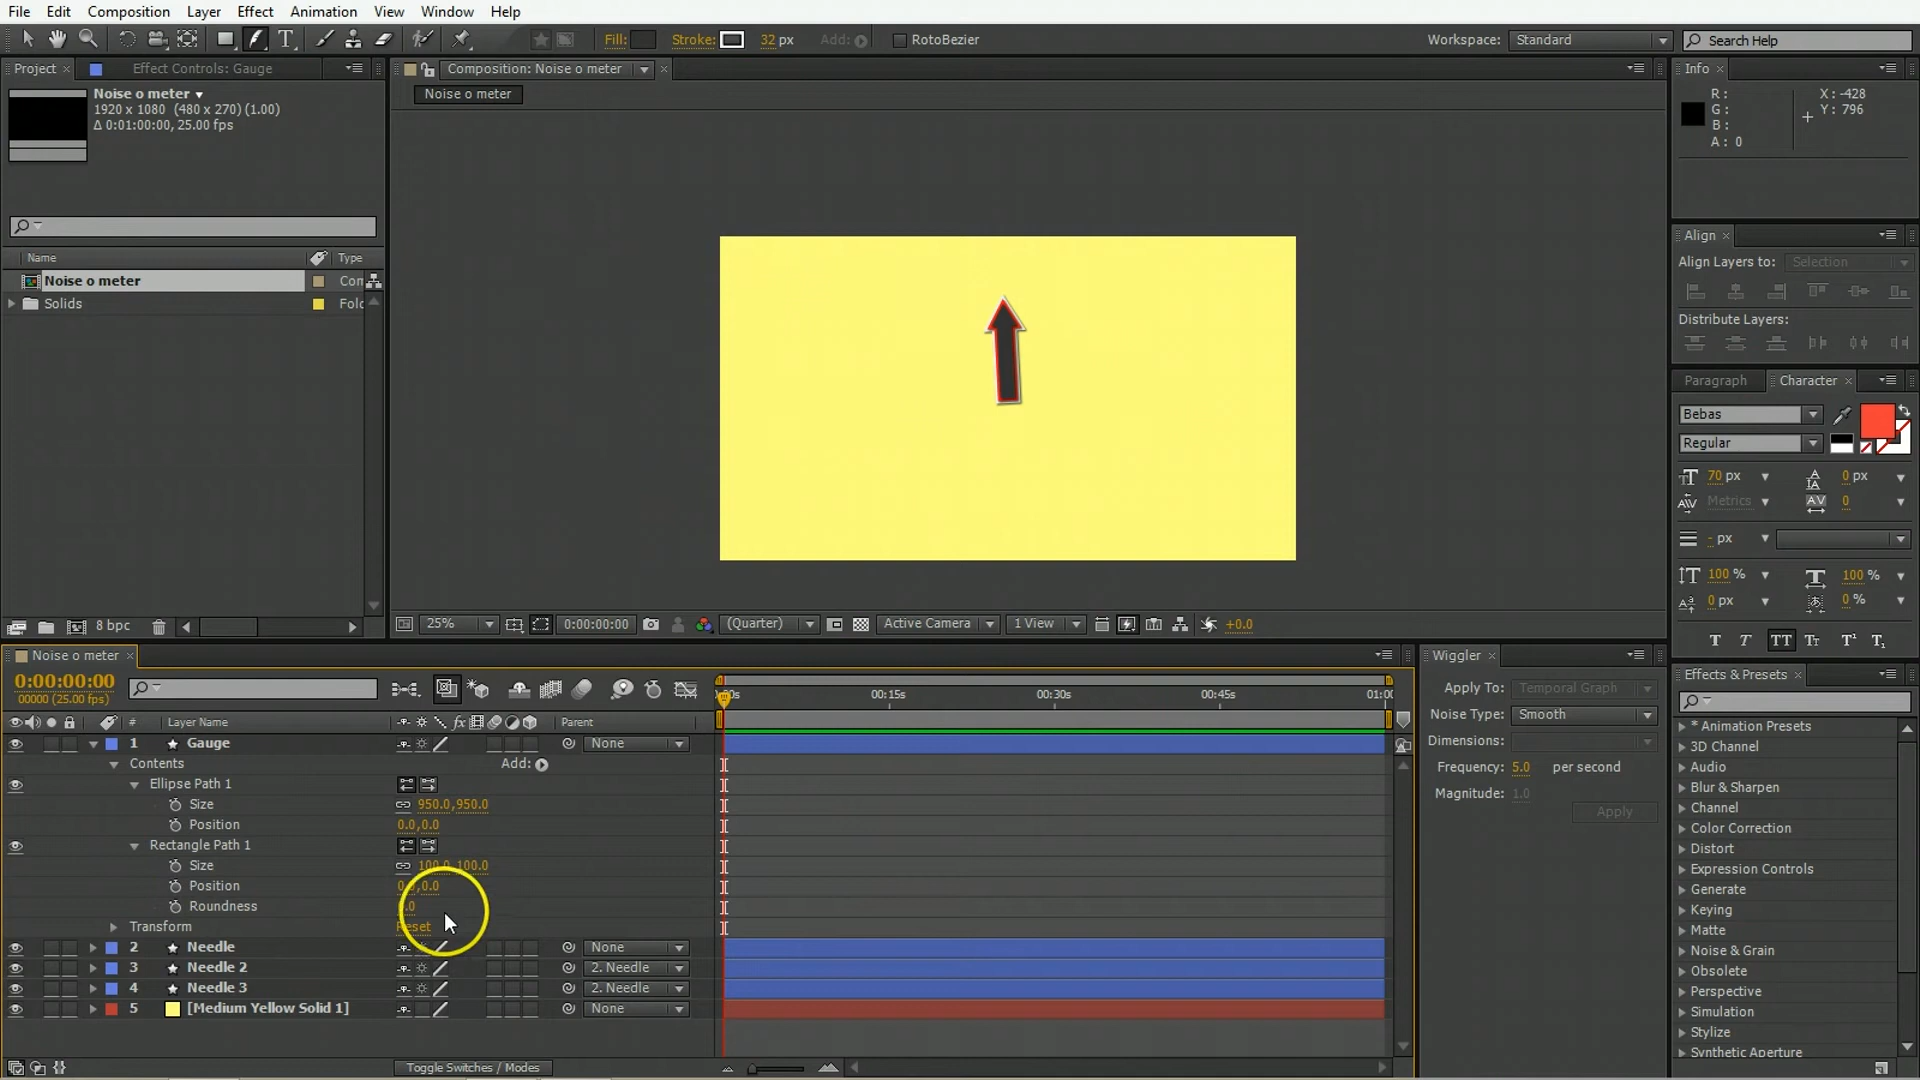 File Edit Composition Layer Effect Animation View Window Help
Fill: Stroke: 32 px Add: RotoBezier Workspace: Standard Search Help
Project Effect Controls: Gauge Composition: Noise o meter Info
Noise o meter
1920 x 1080 (480 x 270) (1.00)
Δ 0:01:00:00, 25.00 fps
Noise o meter
R: X: -428
G: Y: 796
B:
A: 0
Align
Align Layers to: Selection
Distribute Layers:
Name Type
Noise o meter Con
Solids Fold
Paragraph Character
Bebas
Regular
70 px 0 px
Metrics 0
- px
100 % 100 %
0 px 0 %
T T TT Tt T¹ T₁
8 bpc
25% 0:00:00:00 (Quarter) Active Camera 1 View +0.0
Noise o meter
0:00:00:00
00000 (25.00 fps)
:00s 00:15s 00:30s 00:45s 01:00
# Layer Name fx Parent
1 Gauge None
Contents Add:
Ellipse Path 1
Size 950.0,950.0
Position 0.0,0.0
Rectangle Path 1
Size 100.0,100.0
Position 0.0,0.0
Roundness 0.0
Transform Reset
2 Needle None
3 Needle 2 2. Needle
4 Needle 3 2. Needle
5 [Medium Yellow Solid 1] None
Toggle Switches / Modes
Wiggler
Apply To: Temporal Graph
Noise Type: Smooth
Dimensions:
Frequency: 5.0 per second
Magnitude: 1.0
Apply
Effects & Presets
* Animation Presets
3D Channel
Audio
Blur & Sharpen
Channel
Color Correction
Distort
Expression Controls
Generate
Keying
Matte
Noise & Grain
Obsolete
Perspective
Simulation
Stylize
Synthetic Aperture